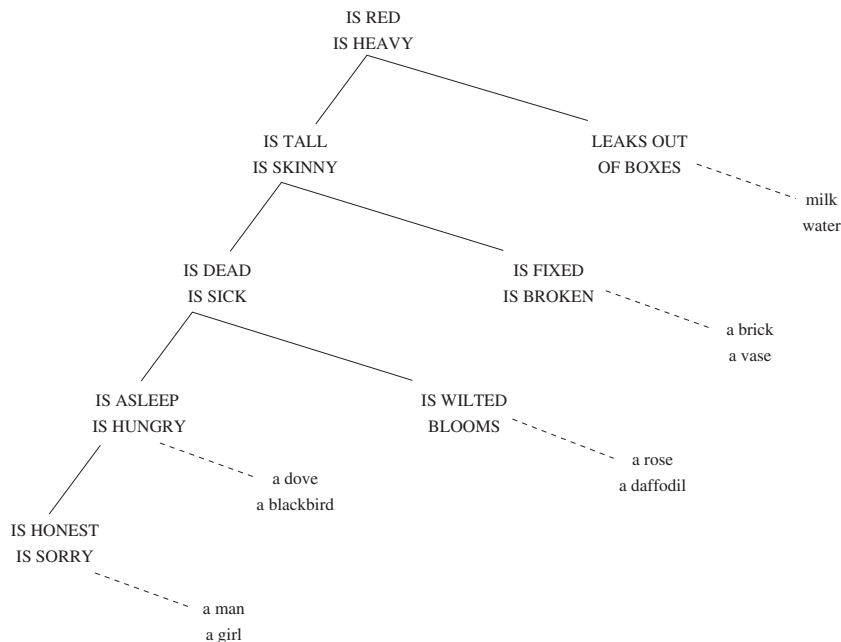 IS RED
IS HEAVY
IS TALL
IS SKINNY
LEAKS OUT
OF BOXES
milk
water
IS DEAD
IS SICK
IS FIXED
IS BROKEN
a brick
a vase
IS ASLEEP
IS HUNGRY
IS WILTED
BLOOMS
a dove
a blackbird
a rose
a daffodil
IS HONEST
IS SORRY
a man
a girl